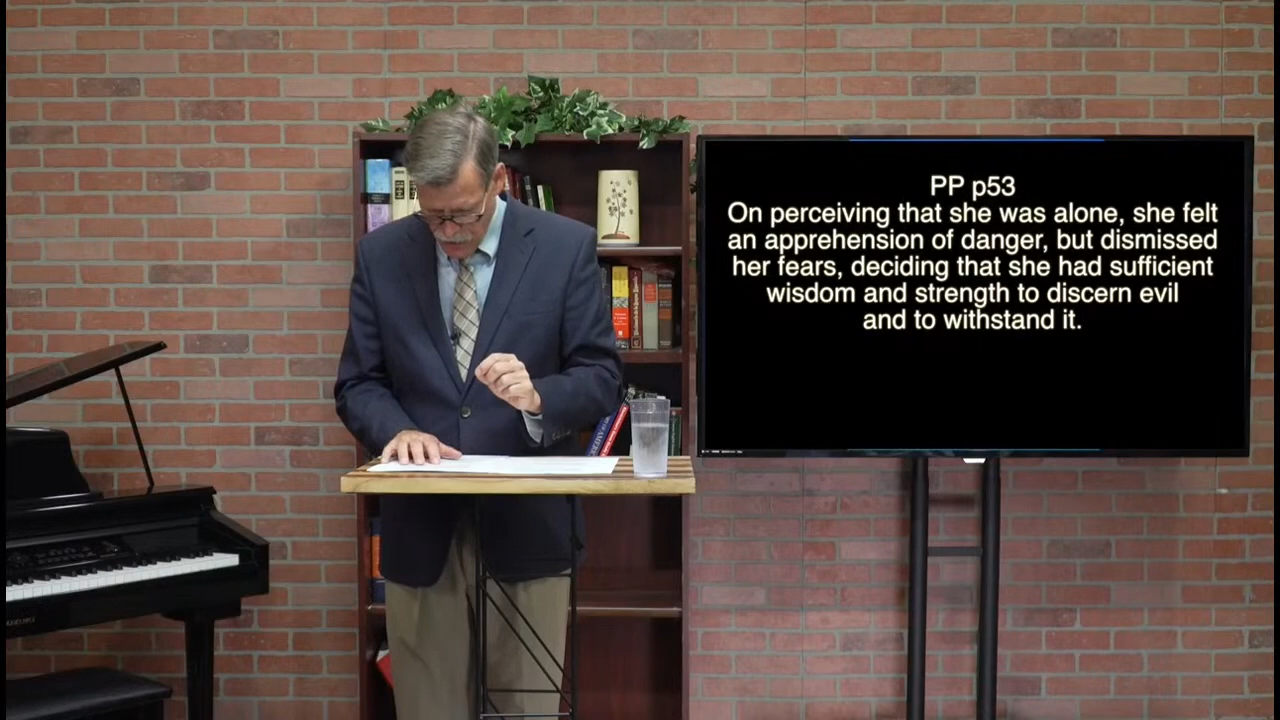 PP p53
On perceiving that she was alone, she felt
an apprehension of danger, but dismissed
her fears, deciding that she had sufficient
wisdom and strength to discern evil
and to withstand it.